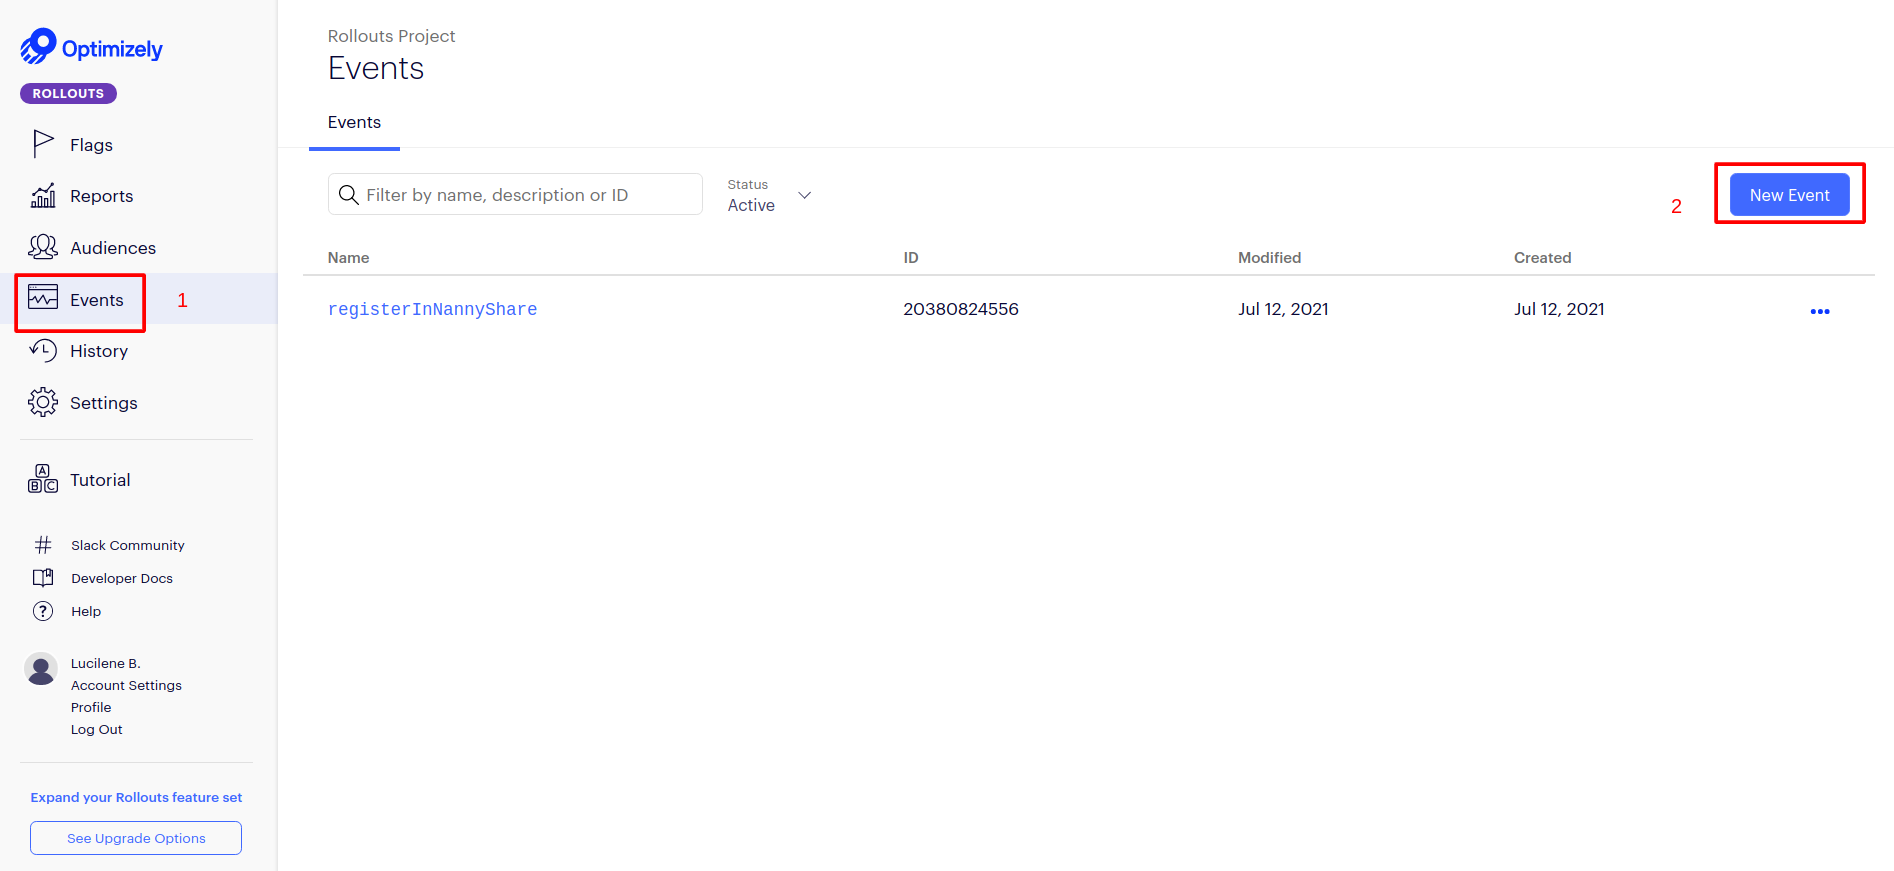 Optimizely
ROLLOUTS
Flags
Reports
Audiences
Events 1
History
Settings
A
B C
Tutorial
Slack Community
Developer Docs
? Help
Lucilene B.
Account Settings
Profile
Log Out
Expand your Rollouts feature set
See Upgrade Options
Rollouts Project
Events
Events
Filter by name, description or ID
Status
Active
2
New Event
Name ID Modified Created
registerInNannyShare 20380824556 Jul 12, 2021 Jul 12, 2021